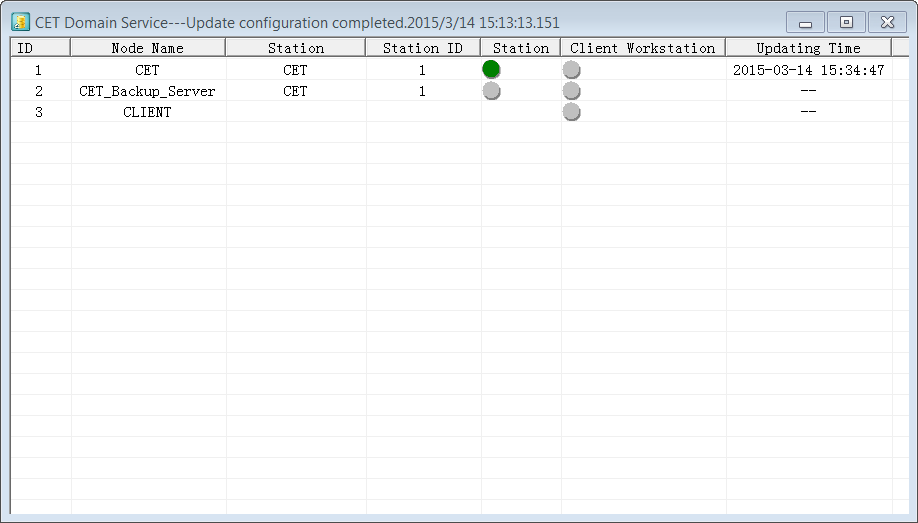 CET Domain Service---Update configuration completed.2015/3/14 15:13:13.151
ID Node Name Station Station ID Station Client Workstation Updating Time
1 CET CET 1 2015-03-14 15:34:47
2 CET_Backup_Server CET 1 --
3 CLIENT --